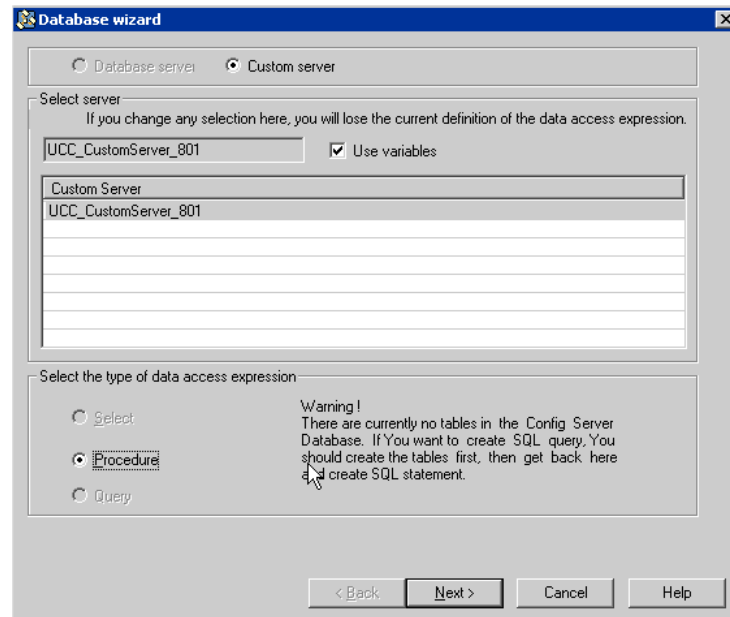 Database wizard
Database server
Custom server
Select server
If you change any selection here, you will lose the current definition of the data access expression.
UCC_CustomServer_801
Use variables
Custom Server
UCC_CustomServer_801
Select the type of data access expression
Select
Procedure
Query
Warning !
There are currently no tables in the Config Server
Database. If You want to create SQL query, You
should create the tables first, then get back here
and create SQL statement.
< Back
Next >
Cancel
Help